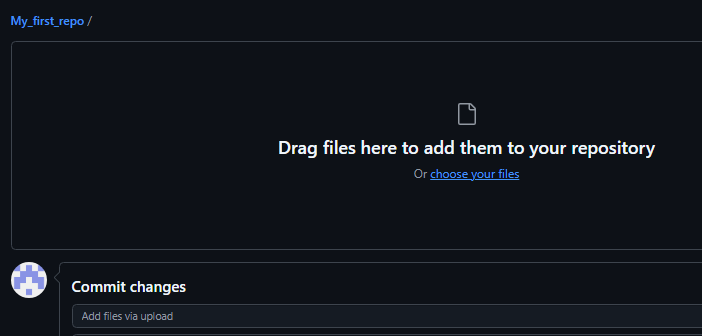 My_first_repo /
Drag files here to add them to your repository
Or choose your files
Commit changes
Add files via upload